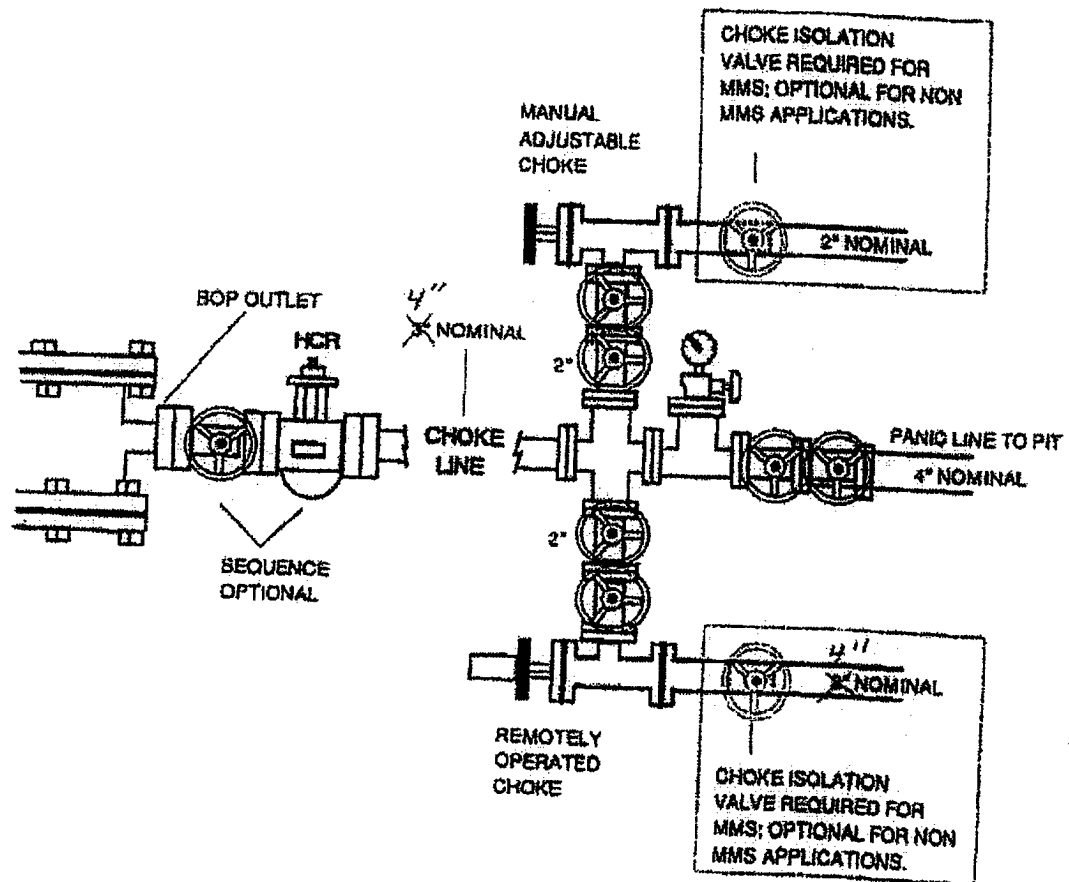 CHOKE ISOLATION
VALVE REQUIRED FOR
MMS; OPTIONAL FOR NON
MMS APPLICATIONS.
MANUAL
ADJUSTABLE
CHOKE
2" NOMINAL
BOP OUTLET
HCR
4"
3" NOMINAL
2"
CHOKE
LINE
PANIC LINE TO PIT
4" NOMINAL
SEQUENCE
OPTIONAL
2"
4"
NOMINAL
REMOTELY
OPERATED
CHOKE
CHOKE ISOLATION
VALVE REQUIRED FOR
MMS; OPTIONAL FOR NON
MMS APPLICATIONS.